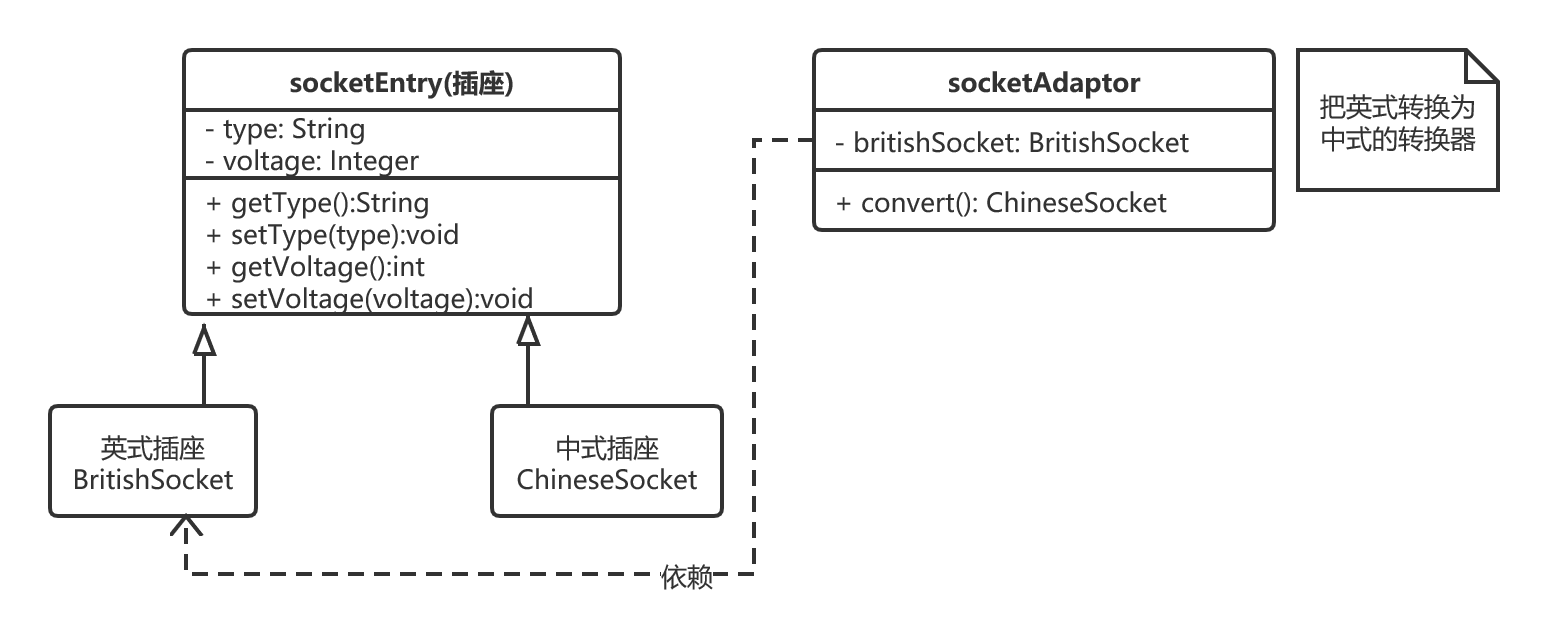 socketEntry(插座)
- type: String
- voltage: Integer
+ getType():String
+ setType(type):void
+ getVoltage():int
+ setVoltage(voltage):void
socketAdaptor
- britishSocket: BritishSocket
+ convert(): ChineseSocket
把英式转换为
中式的转换器
英式插座
BritishSocket
中式插座
ChineseSocket
依赖